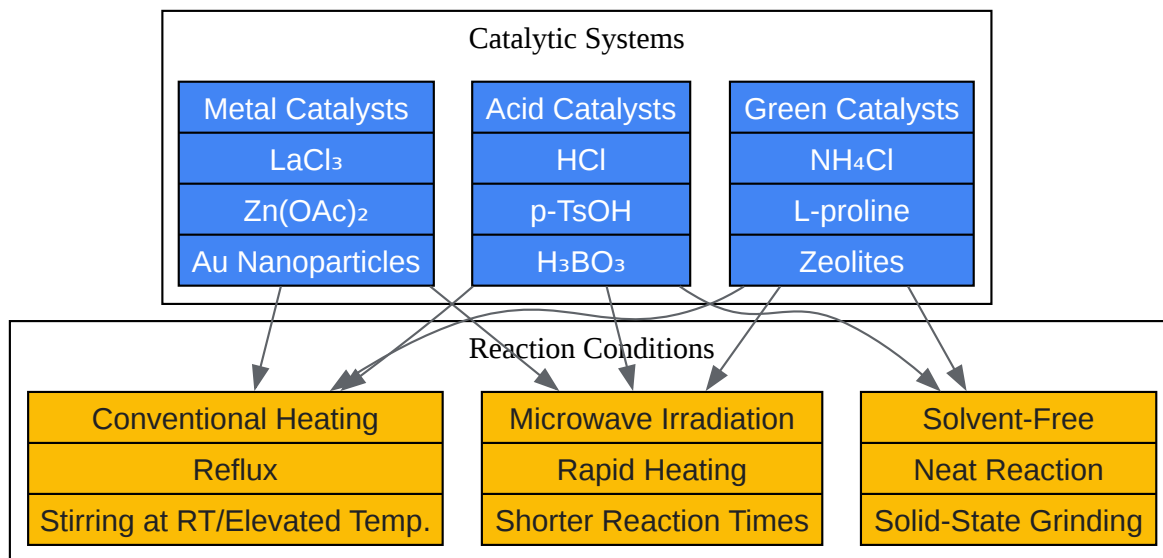 Catalytic Systems
Metal Catalysts
LaCl₃
Zn(OAc)₂
Au Nanoparticles
Acid Catalysts
HCl
p-TsOH
H₃BO₃
Green Catalysts
NH₄Cl
L-proline
Zeolites
Reaction Conditions
Conventional Heating
Reflux
Stirring at RT/Elevated Temp.
Microwave Irradiation
Rapid Heating
Shorter Reaction Times
Solvent-Free
Neat Reaction
Solid-State Grinding